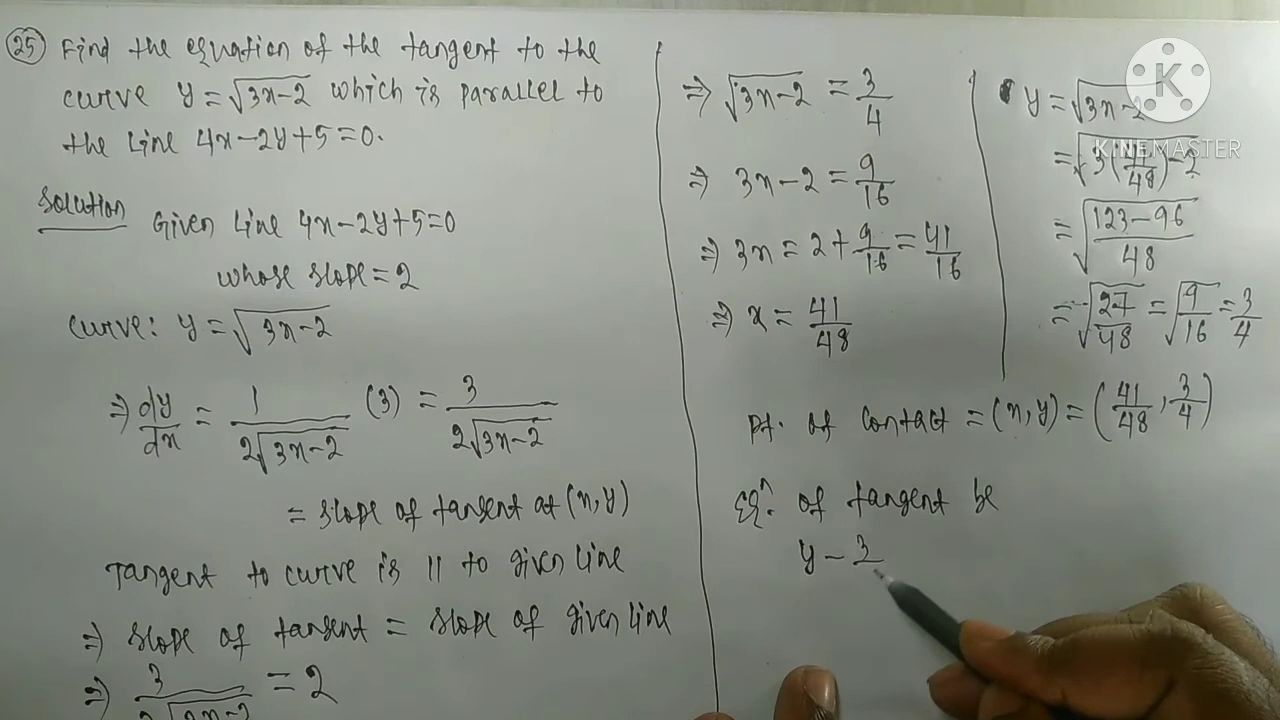 25 Find the equation of the tangent to the
curve y = √3x-2 which is parallel to
the line 4x-2y+5=0.
Solution Given line 4x-2y+5=0
whose slope = 2
curve: y = √3x-2
⇒ dy/dx = 1/2√3x-2 (3) = 3/2√3x-2
= slope of tangent at (x,y)
Tangent to curve is || to given line
⇒ slope of tangent = slope of given line
⇒ 3/2√3x-2 = 2
⇒ √3x-2 = 3/4
⇒ 3x-2 = 9/16
⇒ 3x = 2 + 9/16 = 41/16
⇒ x = 41/48
y = √3x-2
= √3(41/48)-2
= √123-96/48
= √27/48 = √9/16 = 3/4
Pt. of contact = (x,y) = (41/48, 3/4)
Eqn. of tangent be
y - 3
K
KINEMASTER